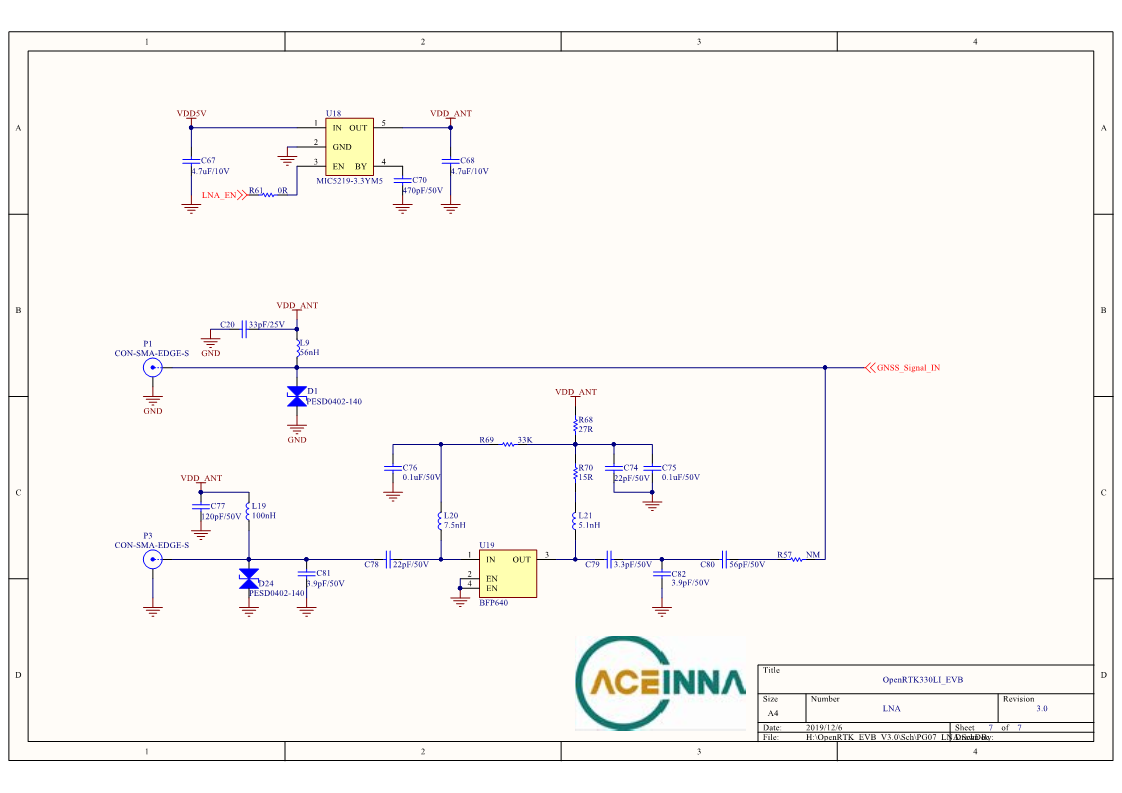 1 2 3 4
A A
VDD5V
U18
VDD_ANT
1 IN OUT 5
2 GND
3 EN BY 4
MIC5219-3.3YM5
C67
4.7uF/10V
C68
4.7uF/10V
C70
470pF/50V
LNA_EN R61 0R
B B
VDD_ANT
C20 33pF/25V
GND
L9
56nH
P1
CON-SMA-EDGE-S
GND
GNSS_Signal_IN
D1
PESD0402-140
GND
VDD_ANT
R68
27R
R69 33K
C76
0.1uF/50V
R70
15R
C74
22pF/50V
C75
0.1uF/50V
C C
VDD_ANT
C77
120pF/50V
L19
100nH
L20
7.5nH
L21
5.1nH
P3
CON-SMA-EDGE-S
U19
1 IN OUT 3
2 EN
4 EN
BFP640
C78 22pF/50V
C79 3.3pF/50V
C80 56pF/50V
R57 NM
D24
PESD0402-140
C81
3.9pF/50V
C82
3.9pF/50V
D D
ACEINNA
Title
OpenRTK330LI_EVB
Size
A4
Number
LNA
Revision
3.0
Date: 2019/12/6 Sheet 7 of 7
File: H:\OpenRTK_EVB_V3.0\Sch\PG07_LNA.SchDoc
1 2 3 4